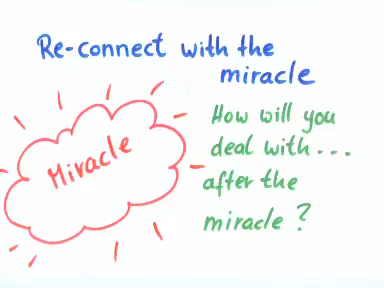 Re-connect with the
miracle
Miracle
How will you
deal with...
after the
miracle?